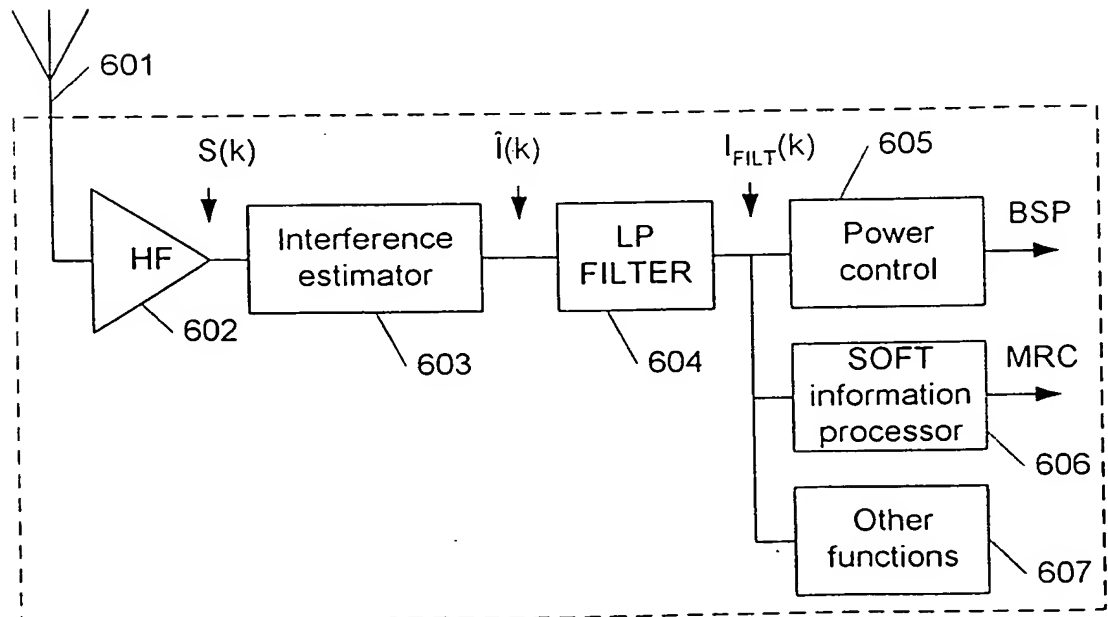 601
S(k)
Î(k)
I_FILT(k)
605
HF
Interference
estimator
LP
FILTER
Power
control
BSP
602
603
604
SOFT
information
processor
MRC
606
Other
functions
607